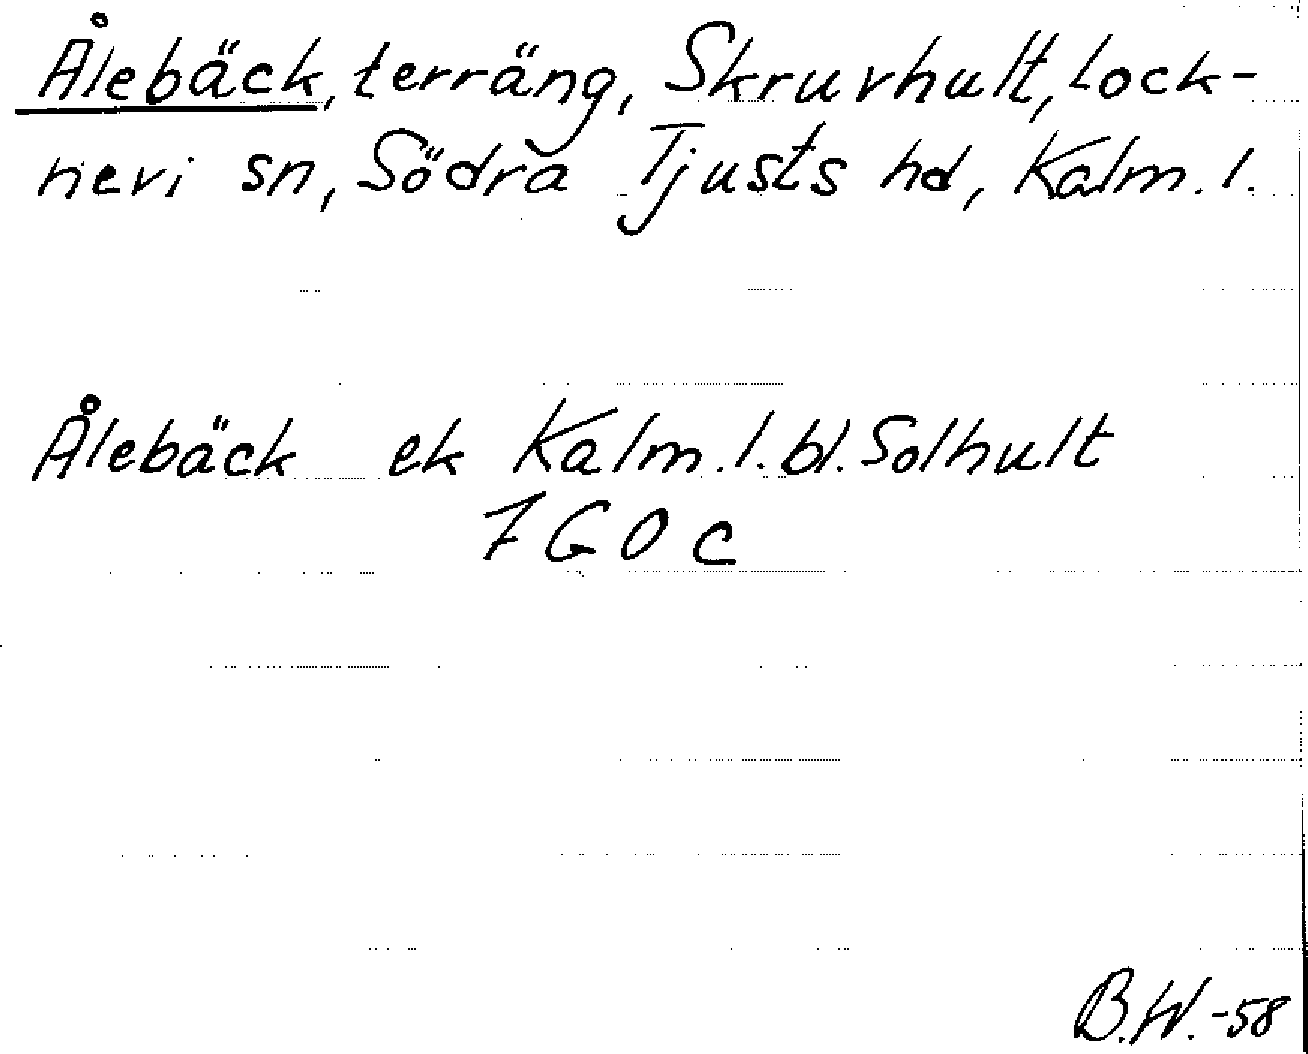 Ålebäck, terräng, Skruvhult, Lock-
nevi sn, Södra Tjusts hd, Kalm. l.
Ålebäck ek Kalm. l. bl. Solhult
7 G 0 c
B.W.-58